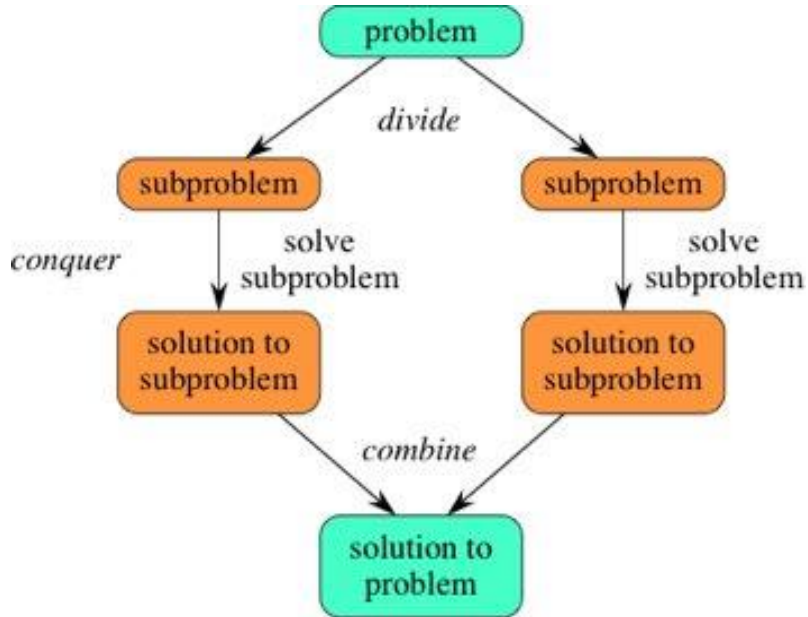 problem
divide
subproblem
subproblem
conquer
solve
subproblem
solve
subproblem
solution to
subproblem
solution to
subproblem
combine
solution to
problem